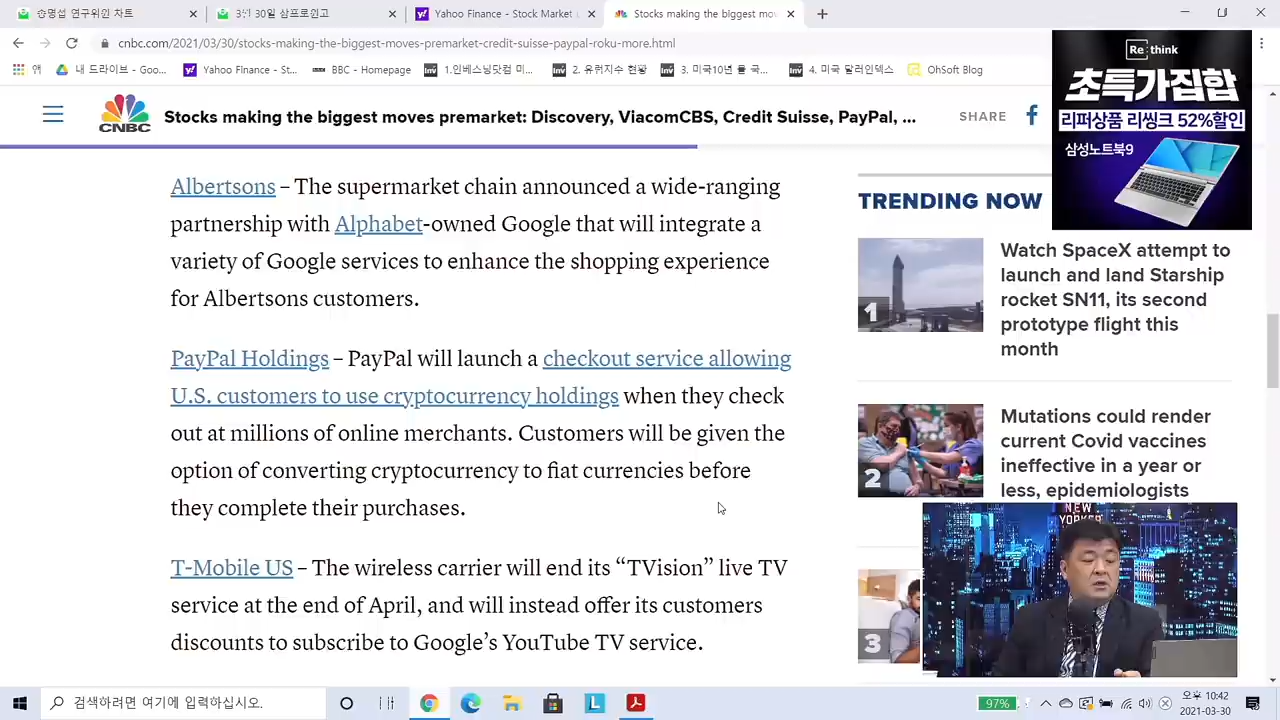 승명섭 연구위원 차트
3월 30일 삼프로원고
Yahoo Finance - Stock Market L
Stocks making the biggest mov
cnbc.com/2021/03/30/stocks-making-the-biggest-moves-premarket-credit-suisse-paypal-roku-more.html
앱
내 드라이브 - Goo...
Yahoo Finance - St...
BBC - Homepage
1.인베스닝닷컴 미...
2. 유뤄지수 현황
3. 미국10년 물 국...
4. 미국 달러인덱스
OhSoft Blog
CNBC
Stocks making the biggest moves premarket: Discovery, ViacomCBS, Credit Suisse, PayPal, ...
SHARE
Re:think
초특가집합
리퍼상품 리씽크 52%할인
삼성노트북9
Albertsons – The supermarket chain announced a wide-ranging
partnership with Alphabet-owned Google that will integrate a
variety of Google services to enhance the shopping experience
for Albertsons customers.
PayPal Holdings – PayPal will launch a checkout service allowing
U.S. customers to use cryptocurrency holdings when they check
out at millions of online merchants. Customers will be given the
option of converting cryptocurrency to fiat currencies before
they complete their purchases.
T-Mobile US – The wireless carrier will end its “TVision” live TV
service at the end of April, and will instead offer its customers
discounts to subscribe to Google’s YouTube TV service.
TRENDING NOW
1
Watch SpaceX attempt to
launch and land Starship
rocket SN11, its second
prototype flight this
month
2
Mutations could render
current Covid vaccines
ineffective in a year or
less, epidemiologists
3
NEW
YORKER
검색하려면 여기에 입력하십시오.
97%
오후 10:42
2021-03-30